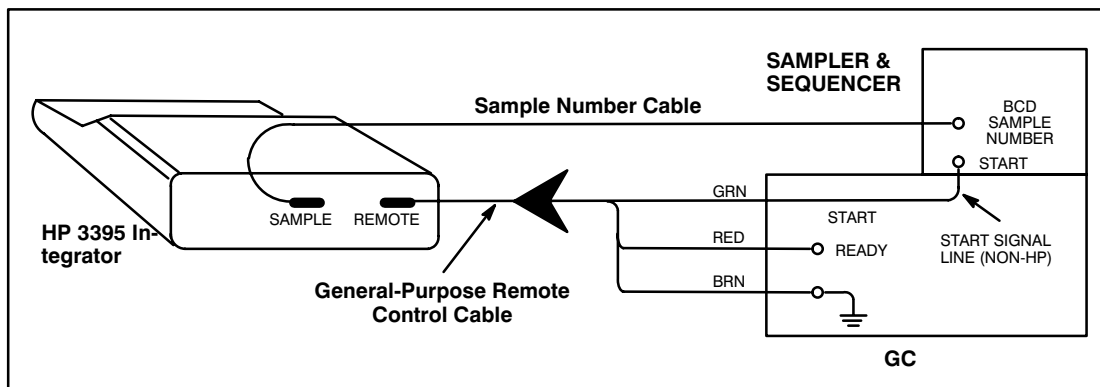 SAMPLER &
SEQUENCER
Sample Number Cable
BCD
SAMPLE
NUMBER
START
GRN
SAMPLE
REMOTE
START
HP 3395 In-
tegrator
RED
READY
START SIGNAL
LINE (NON-HP)
General-Purpose Remote
Control Cable
BRN
GC